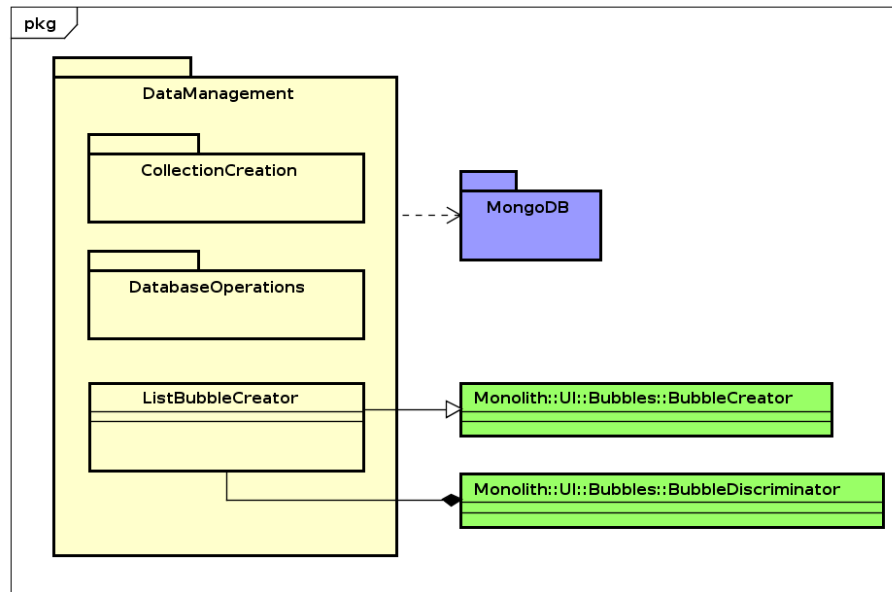 pkg
DataManagement
CollectionCreation
MongoDB
DatabaseOperations
ListBubbleCreator
Monolith::UI::Bubbles::BubbleCreator
Monolith::UI::Bubbles::BubbleDiscriminator